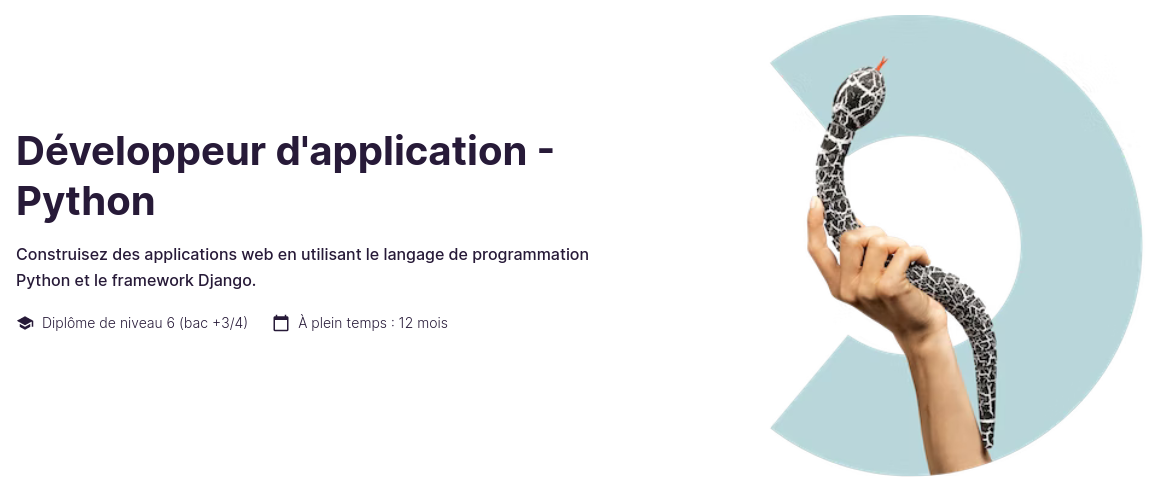 Développeur d'application -
Python
Construisez des applications web en utilisant le langage de programmation
Python et le framework Django.
Diplôme de niveau 6 (bac +3/4) À plein temps : 12 mois